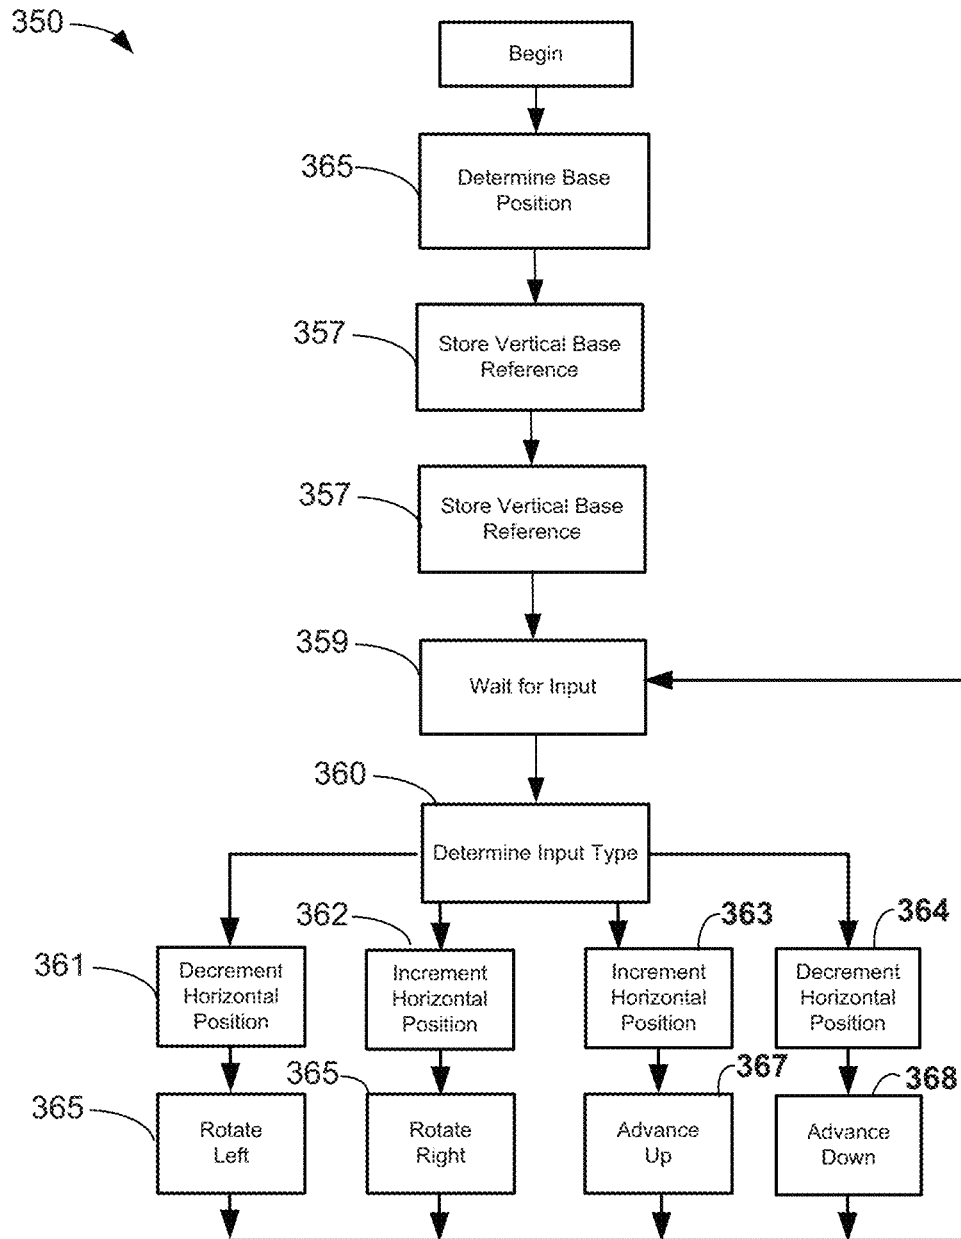 350
Begin
365
Determine Base
Position
357
Store Vertical Base
Reference
357
Store Vertical Base
Reference
359
Wait for Input
360
Determine Input Type
361
Decrement
Horizontal
Position
362
Increment
Horizontal
Position
363
Increment
Horizontal
Position
364
Decrement
Horizontal
Position
365
Rotate
Left
365
Rotate
Right
367
Advance
Up
368
Advance
Down